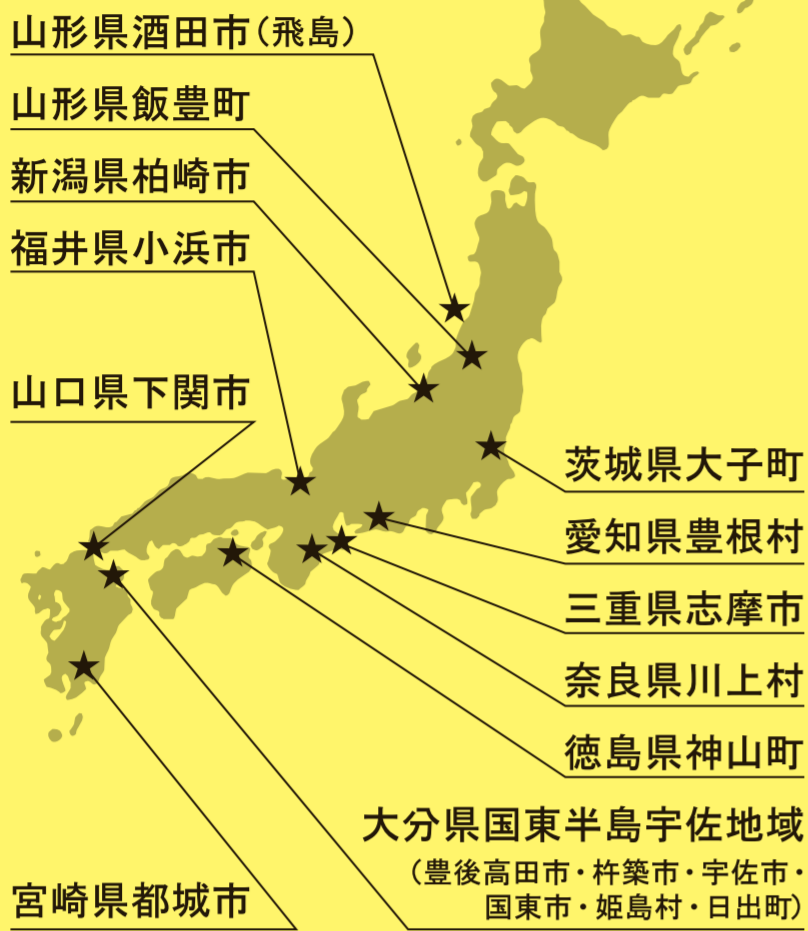 山形県酒田市(飛島)
山形県飯豊町
新潟県柏崎市
福井県小浜市
山口県下関市
茨城県大子町
愛知県豊根村
三重県志摩市
奈良県川上村
徳島県神山町
大分県国東半島宇佐地域
(豊後高田市・杵築市・宇佐市・
国東市・姫島村・日出町)
宮崎県都城市